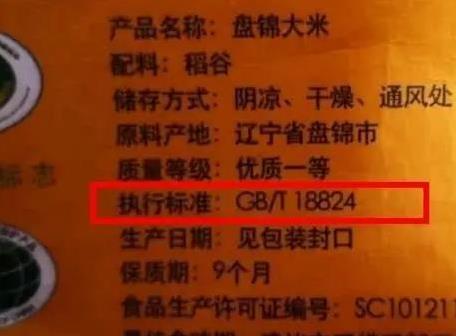 产品名称：盘锦大米
配料：稻谷
储存方式：阴凉、干燥、通风处
原料产地：辽宁省盘锦市
标志
质量等级：优质一等
执行标准：GB/T 18824
生产日期：见包装封口
保质期：9个月
食品生产许可证编号：SC101211